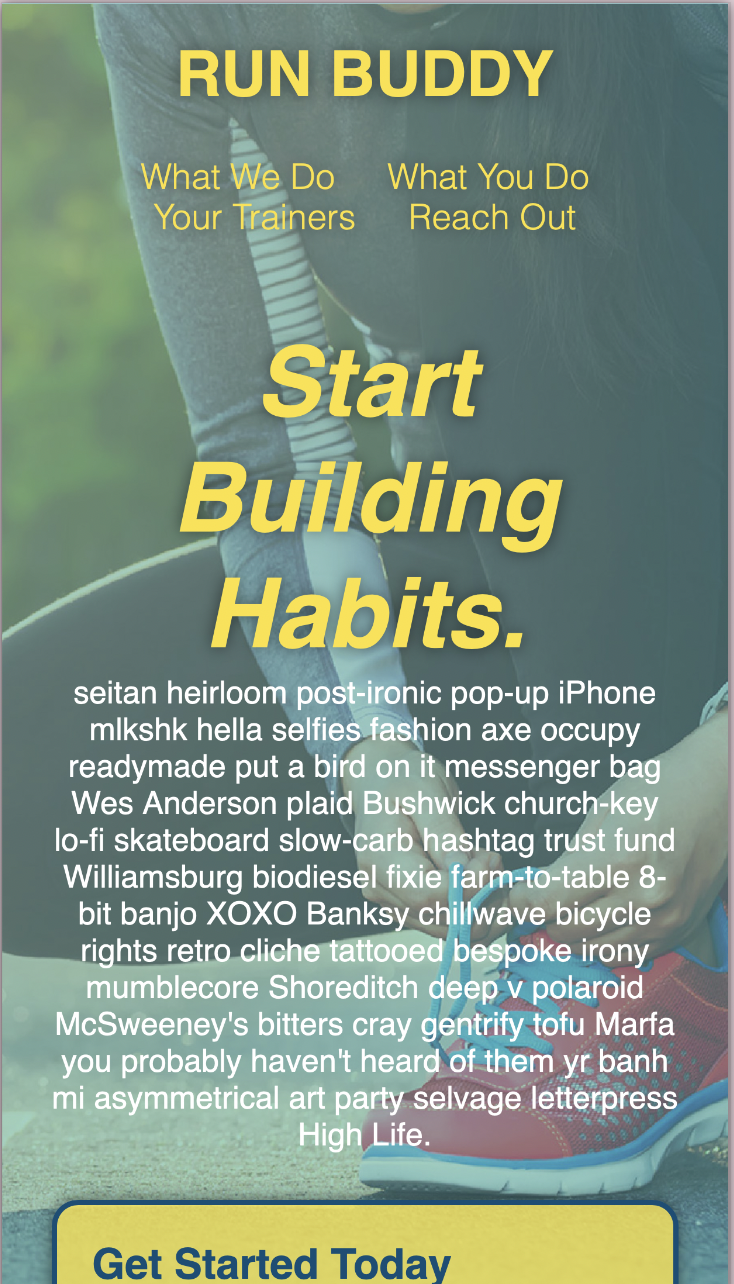 RUN BUDDY
What We Do What You Do
Your Trainers Reach Out
Start
Building
Habits.
seitan heirloom post-ironic pop-up iPhone
mlkshk hella selfies fashion axe occupy
readymade put a bird on it messenger bag
Wes Anderson plaid Bushwick church-key
lo-fi skateboard slow-carb hashtag trust fund
Williamsburg biodiesel fixie farm-to-table 8-
bit banjo XOXO Banksy chillwave bicycle
rights retro cliche tattooed bespoke irony
mumblecore Shoreditch deep v polaroid
McSweeney's bitters cray gentrify tofu Marfa
you probably haven't heard of them yr banh
mi asymmetrical art party selvage letterpress
High Life.
Get Started Today